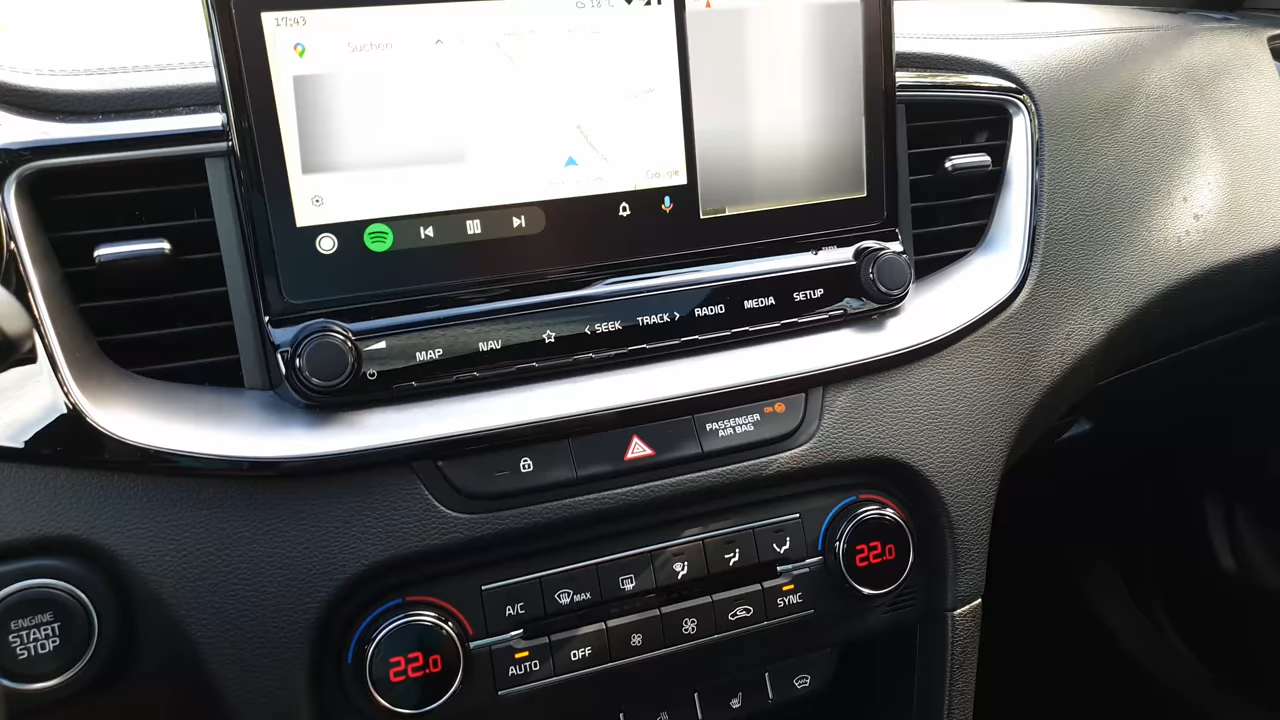 17:43
18°C
Suchen
Google
MAP
NAV
SEEK
TRACK
RADIO
MEDIA
SETUP
PASSENGER
AIR BAG
ON
22.0
A/C
MAX
SYNC
AUTO
OFF
22.0
ENGINE
START
STOP